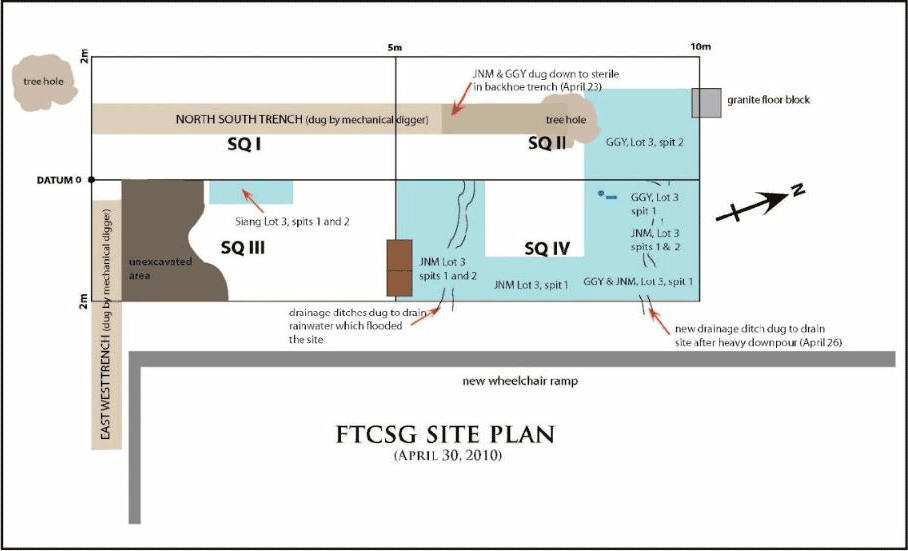 5m
10m
2m
tree hole
JNM & GGY dug down to sterile
in backhoe trench (April 23)
granite floor block
NORTH SOUTH TRENCH (dug by mechanical digger)
tree hole
SQ I
SQ II
GGY, Lot 3, spit 2
DATUM 0
N
Siang Lot 3, spits 1 and 2
GGY, Lot 3
spit 1
JNM, Lot 3
spits 1 & 2
SQ III
SQ IV
unexcavated
area
JNM Lot 3
spits 1 and 2
JNM Lot 3, spit 1
GGY & JNM, Lot 3, spit 1
2m
EAST WEST TRENCH (dug by mechanical digger)
drainage ditches dug to drain
rainwater which flooded
the site
new drainage ditch dug to drain
site after heavy downpour (April 26)
new wheelchair ramp
FTCSG SITE PLAN
(APRIL 30, 2010)